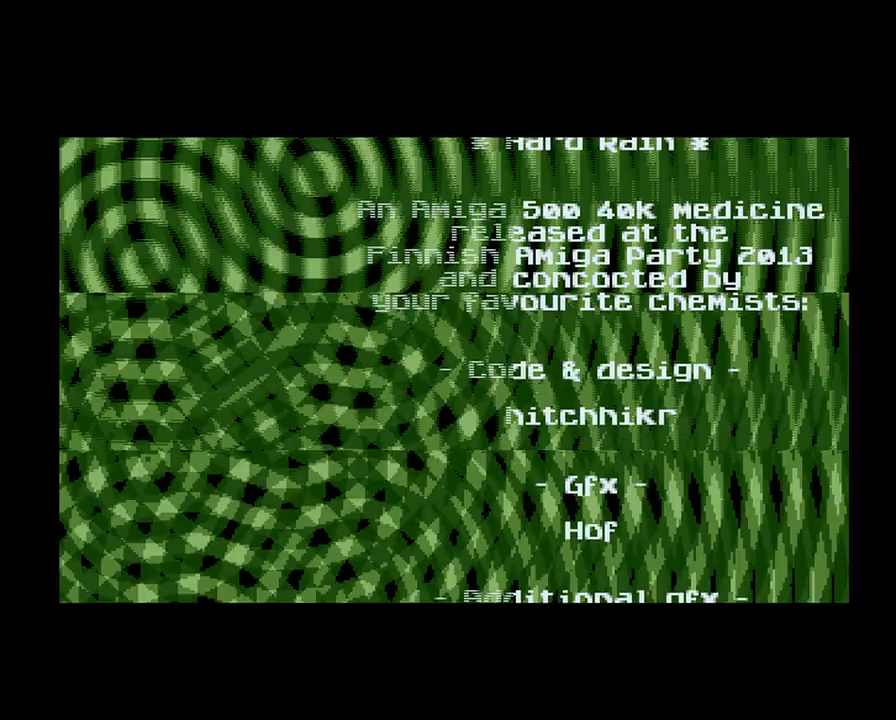 * Hard Rain *
An Amiga 500 40k medicine
released at the
Finnish Amiga Party 2013
and concocted by
your favourite chemists:
- Code & design -
hitchhikr
- Gfx -
Hof
- Additional gfx -